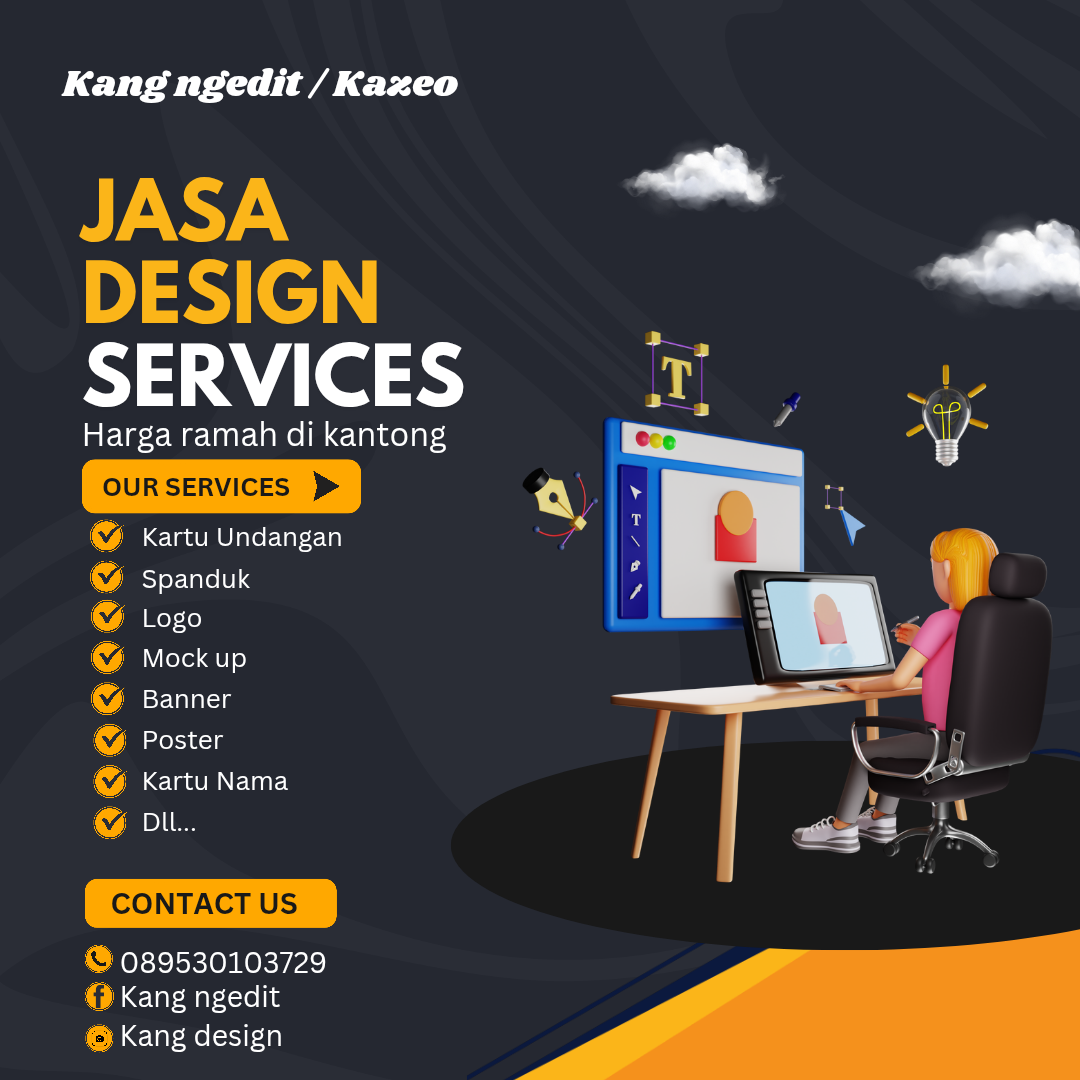 Kang ngedit / Kazeo
JASA
DESIGN
SERVICES
Harga ramah di kantong
OUR SERVICES
Kartu Undangan
Spanduk
Logo
Mock up
Banner
Poster
Kartu Nama
Dll...
CONTACT US
089530103729
Kang ngedit
Kang design
T
T